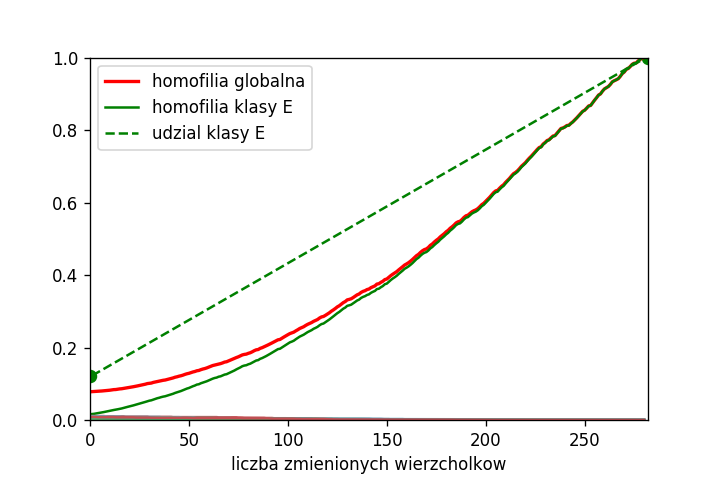 1.0
0.8
0.6
0.4
0.2
0.0
homofilia globalna
homofilia klasy E
udzial klasy E
0 50 100 150 200 250
liczba zmienionych wierzcholkow